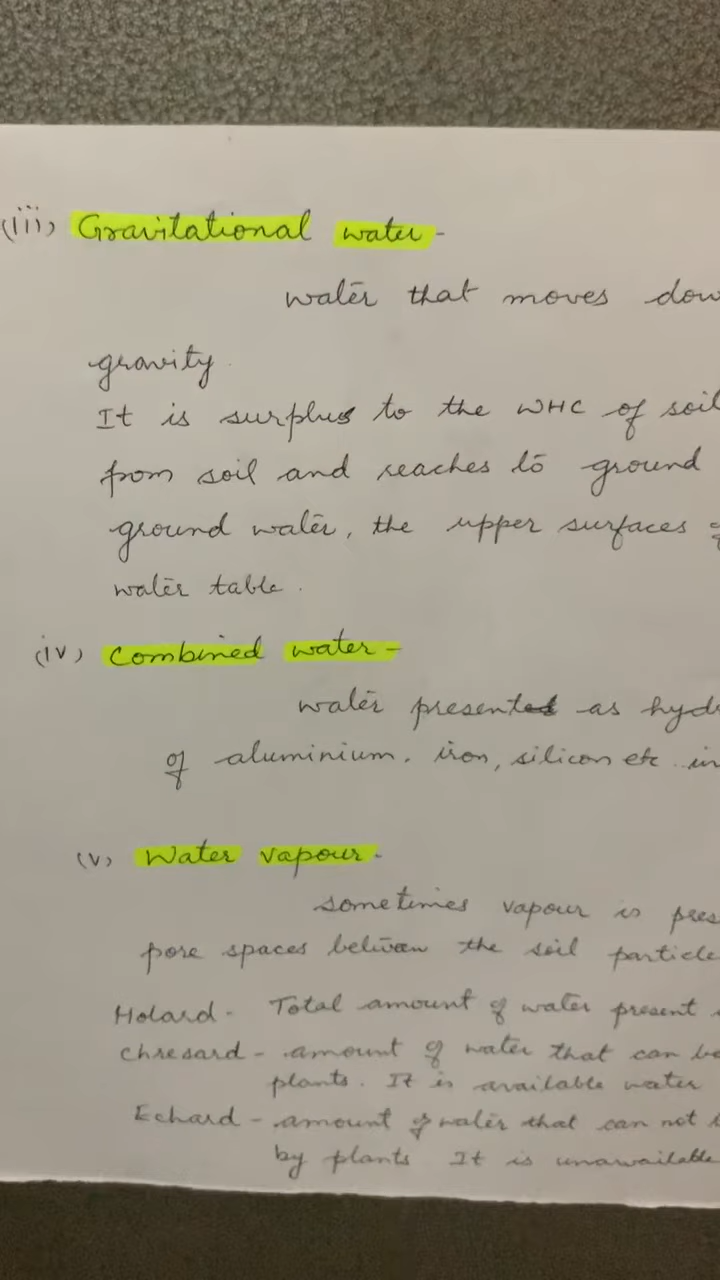 (iii) Gravitational water -
water that moves dow
gravity.
It is surplus to the WHC of soil
from soil and reaches to ground
ground water, the upper surfaces of
water table.
(iv) Combined water -
water presented as hyd
of aluminium, iron, silicon etc. in
(v) Water vapour -
sometimes vapour is pres
pore spaces between the soil particle
Holard - Total amount of water present
Chresard - amount of water that can be
plants. It is available water
Echard - amount of water that can not
by plants It is unavailable